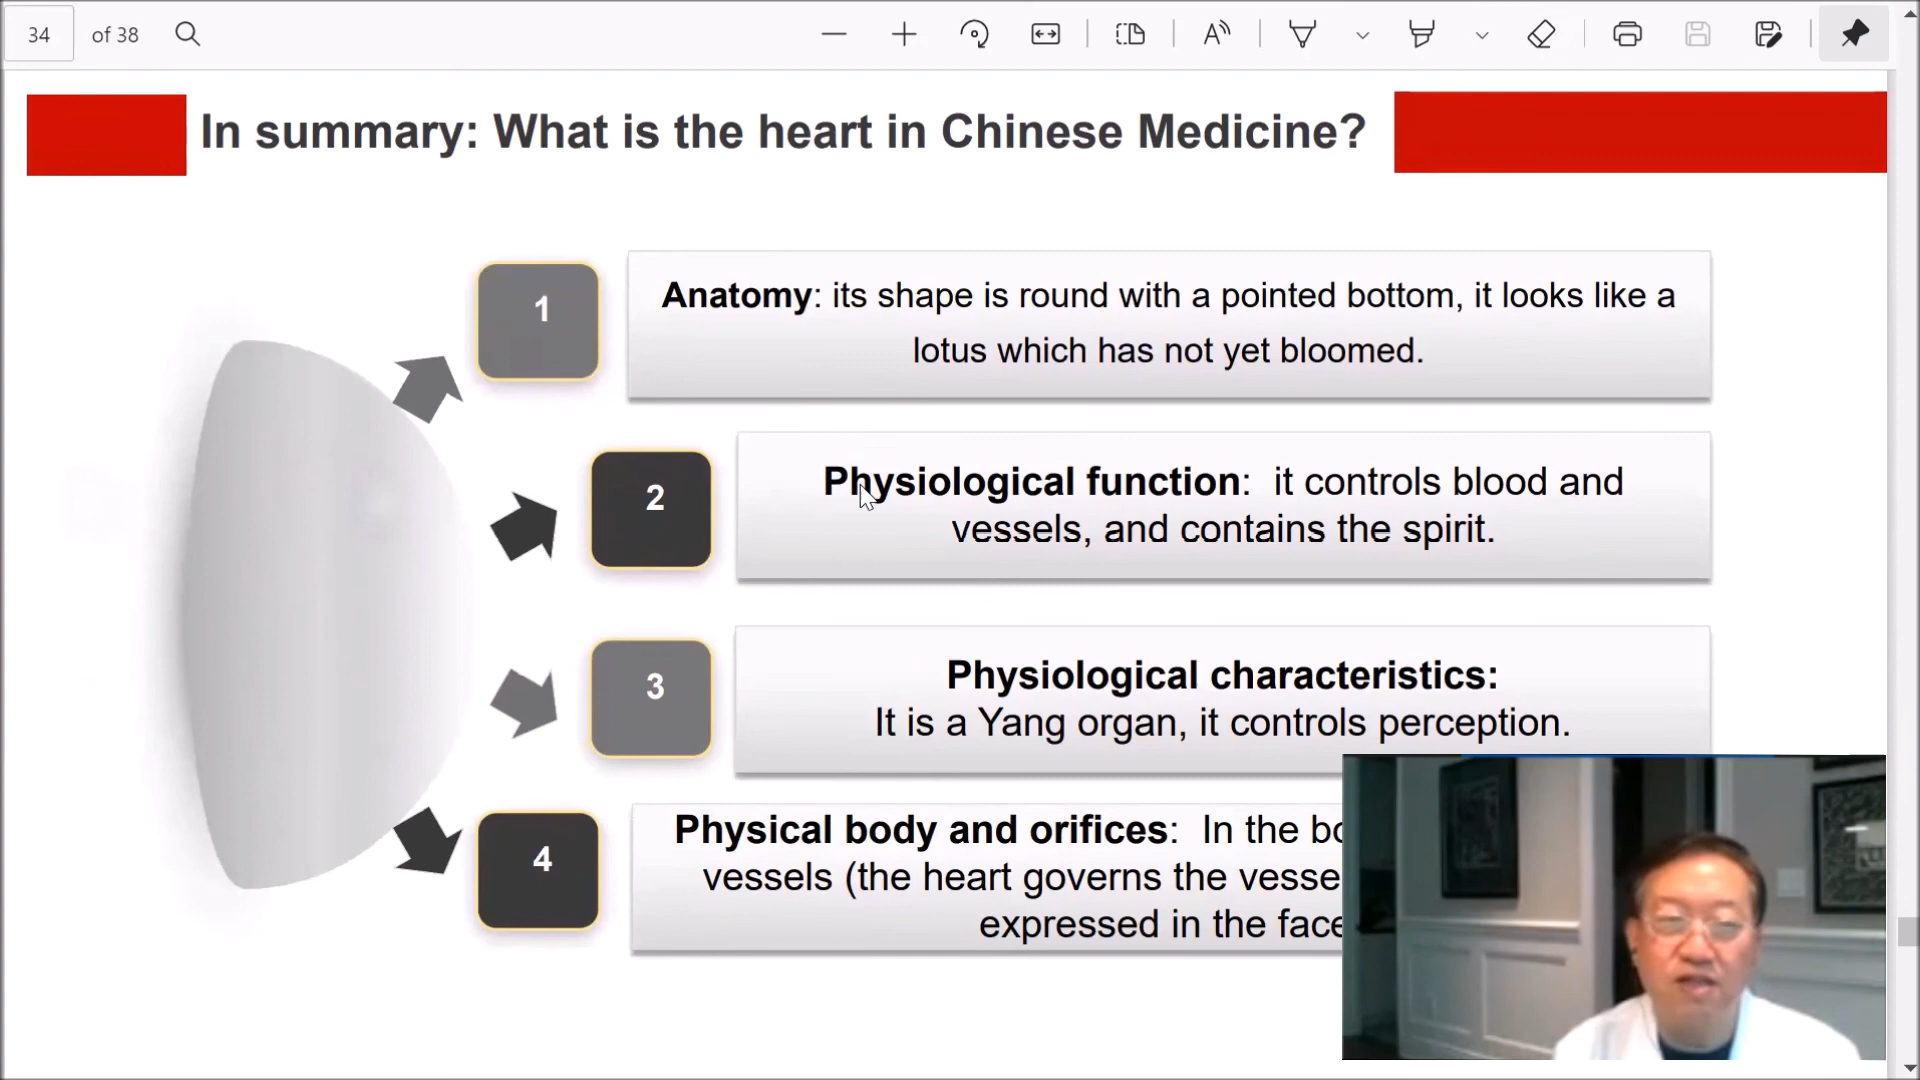 34 of 38
In summary: What is the heart in Chinese Medicine?
1
Anatomy: its shape is round with a pointed bottom, it looks like a
lotus which has not yet bloomed.
2
Physiological function: it controls blood and
vessels, and contains the spirit.
3
Physiological characteristics:
It is a Yang organ, it controls perception.
4
Physical body and orifices: In the
vessels (the heart governs the
expressed in the face